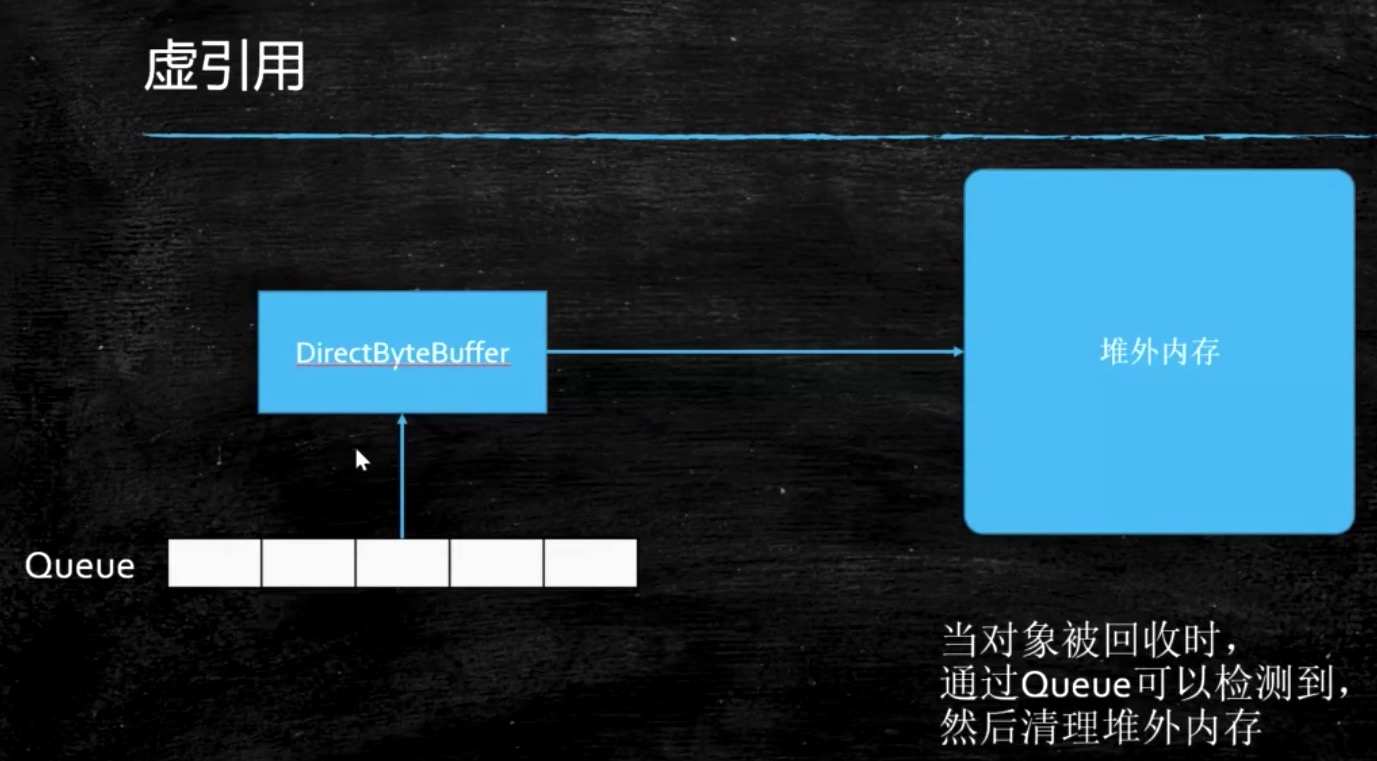 虚引用
DirectByteBuffer
堆外内存
Queue
当对象被回收时，
通过Queue可以检测到，
然后清理堆外内存